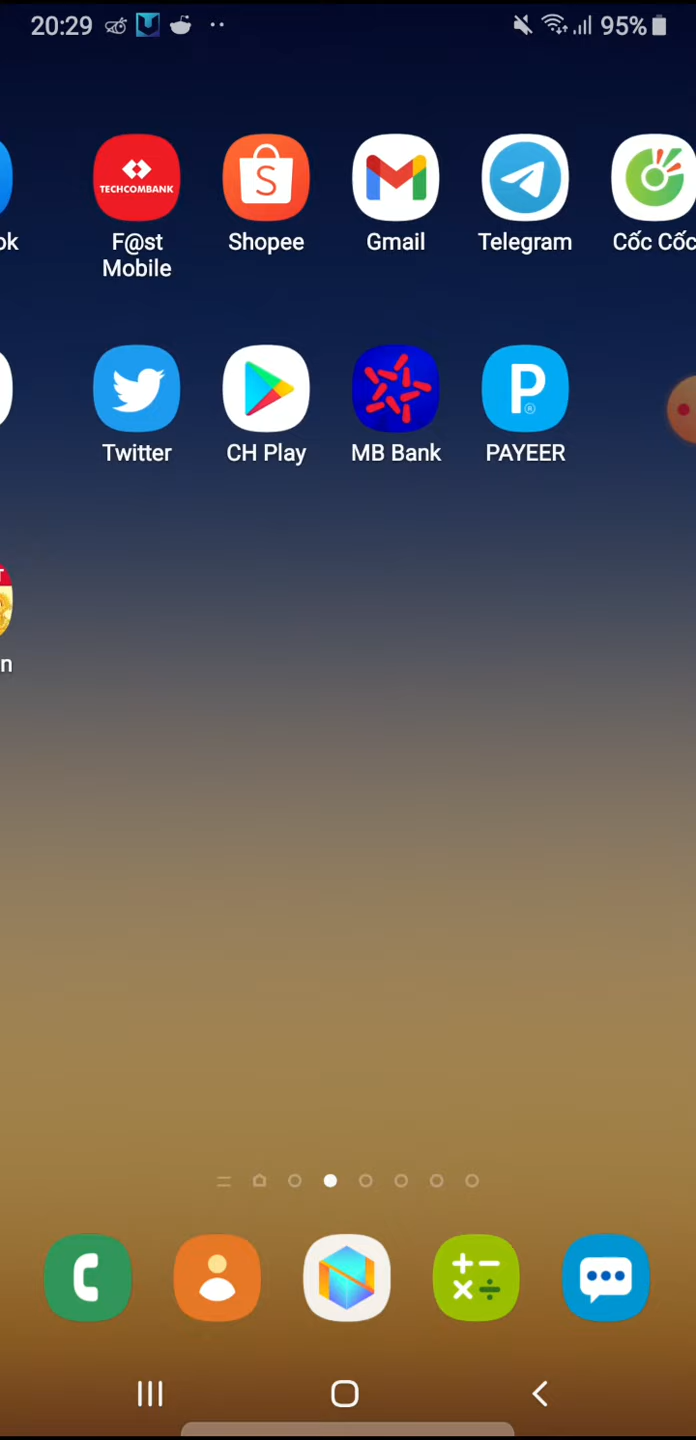 20:29
95%
TECHCOMBANK
S
ok
F@st
Mobile
Shopee
Gmail
Telegram
Cốc Cốc
P
Twitter
CH Play
MB Bank
PAYEER
T
n